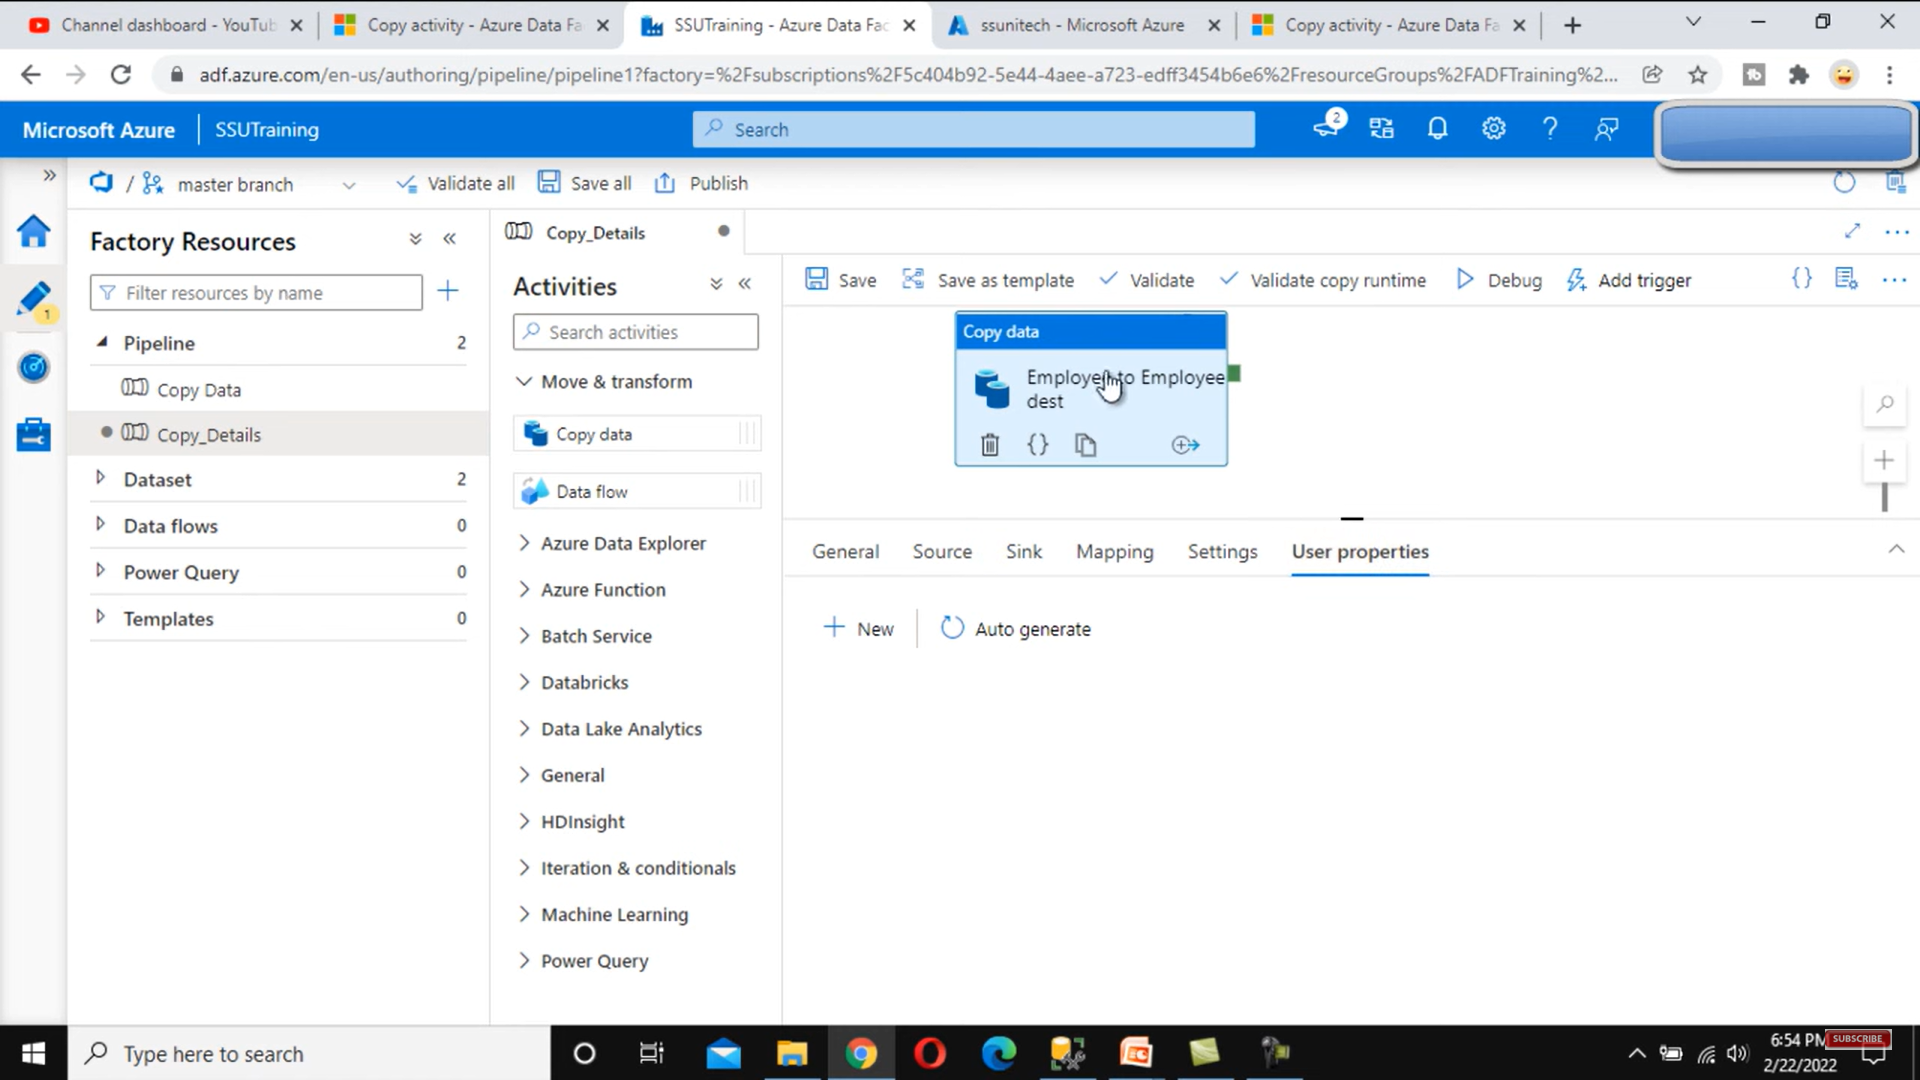 Channel dashboard - YouTub
Copy activity - Azure Data Fa
SSUTraining - Azure Data Fac
ssunitech - Microsoft Azure
Copy activity - Azure Data Fa
adf.azure.com/en-us/authoring/pipeline/pipeline1?factory=%2Fsubscriptions%2F5c404b92-5e44-4aee-a723-edff3454b6e6%2FresourceGroups%2FADFTraining%2...
Microsoft Azure
SSUTraining
Search
2
/ master branch
Validate all
Save all
Publish
Factory Resources
Filter resources by name
Pipeline 2
Copy Data
Copy_Details
Dataset 2
Data flows 0
Power Query 0
Templates 0
1
Copy_Details
Activities
Search activities
Move & transform
Copy data
Data flow
Azure Data Explorer
Azure Function
Batch Service
Databricks
Data Lake Analytics
General
HDInsight
Iteration & conditionals
Machine Learning
Power Query
Save
Save as template
Validate
Validate copy runtime
Debug
Add trigger
Copy data
Employee to Employee
dest
General Source Sink Mapping Settings User properties
New
Auto generate
Type here to search
6:54 PM
2/22/2022
SUBSCRIBE